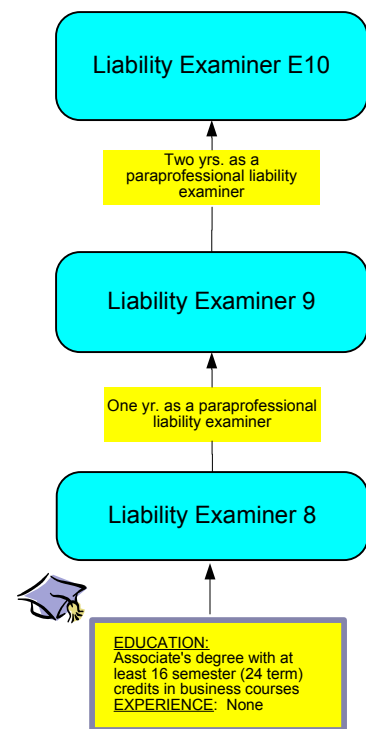 Liability Examiner E10
Two yrs. as a
paraprofessional liability
examiner
Liability Examiner 9
One yr. as a paraprofessional
liability examiner
Liability Examiner 8
EDUCATION:
Associate's degree with at
least 16 semester (24 term)
credits in business courses
EXPERIENCE:  None